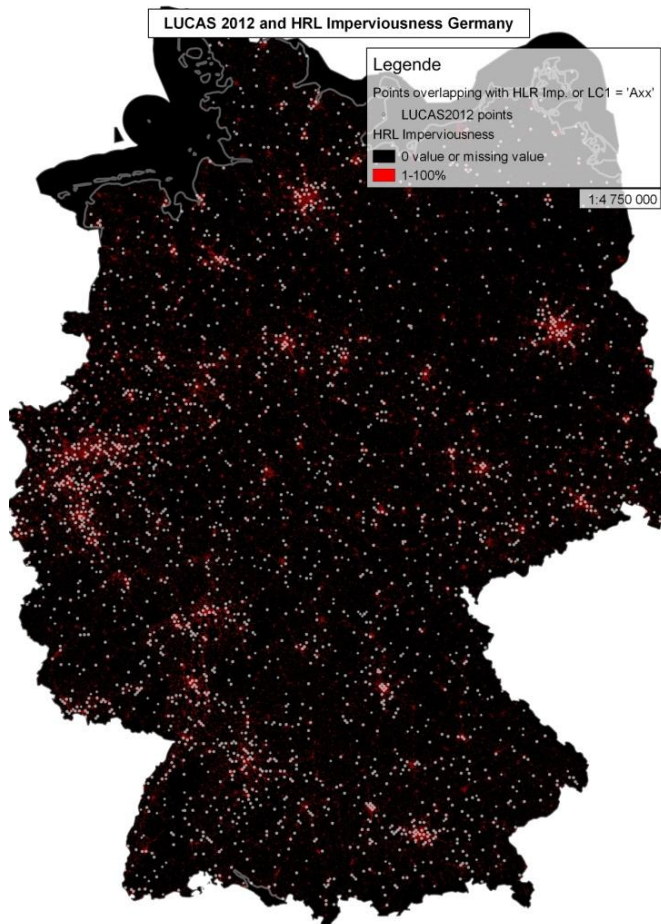 LUCAS 2012 and HRL Imperviousness Germany
Legende
Points overlapping with HLR Imp. or LC1 = 'Axx'
LUCAS2012 points
HRL Imperviousness
0 value or missing value
1-100%
1:4 750 000